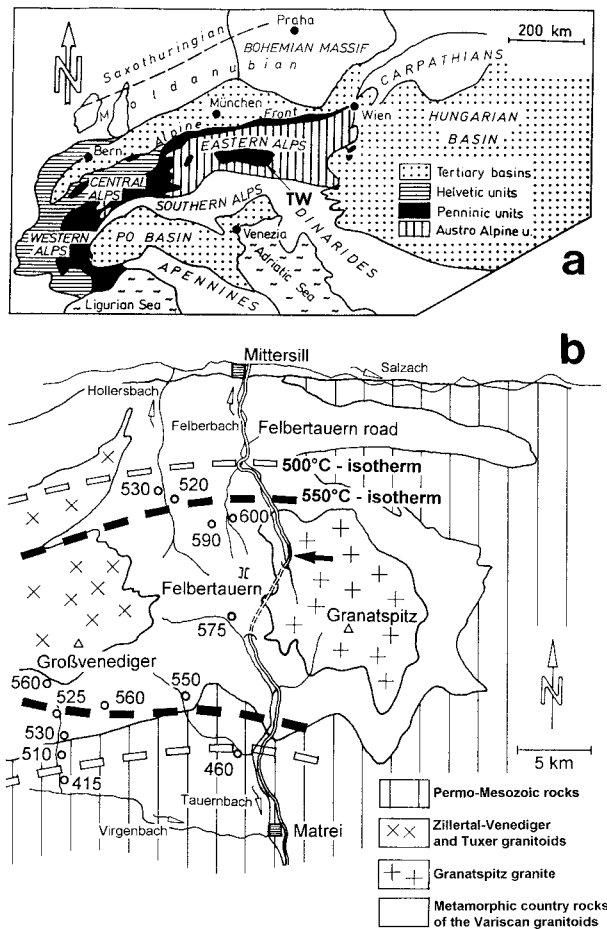 Praha
200 km
N
Saxothuringian
BOHEMIAN MASSIF
Moldanubian
CARPATHIANS
M
München
Alpine Front
Wien
HUNGARIAN
BASIN
Bern
EASTERN ALPS
CENTRAL
ALPS
SOUTHERN ALPS
TW
WESTERN
ALPS
PO BASIN
Venezia
DINARIDES
Adriatic Sea
APENNINES
Ligurian Sea
Tertiary basins
Helvetic units
Penninic units
Austro Alpine u.
a
b
Mittersill
Salzach
Hollersbach
Felberbach
Felbertauern road
500°C - isotherm
530
520
550°C - isotherm
600
590
Felbertauern
575
Granatspitz
Großvenediger
560
525
560
550
530
510
415
460
N
5 km
Tauernbach
Virgenbach
Matrei
Permo-Mesozoic rocks
Zillertal-Venediger
and Tuxer granitoids
Granatspitz granite
Metamorphic country rocks
of the Variscan granitoids